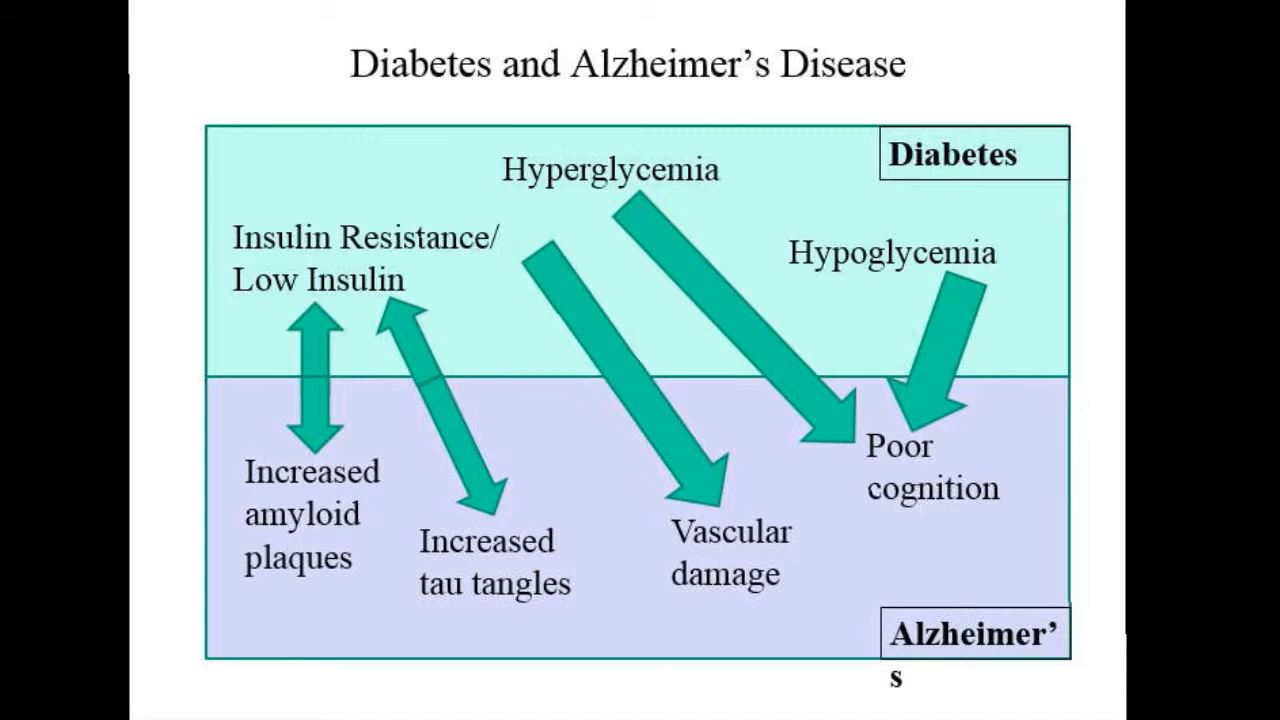 Diabetes and Alzheimer’s Disease
Diabetes
Hyperglycemia
Insulin Resistance/
Low Insulin
Hypoglycemia
Increased
amyloid
plaques
Increased
tau tangles
Vascular
damage
Poor
cognition
Alzheimer’
s